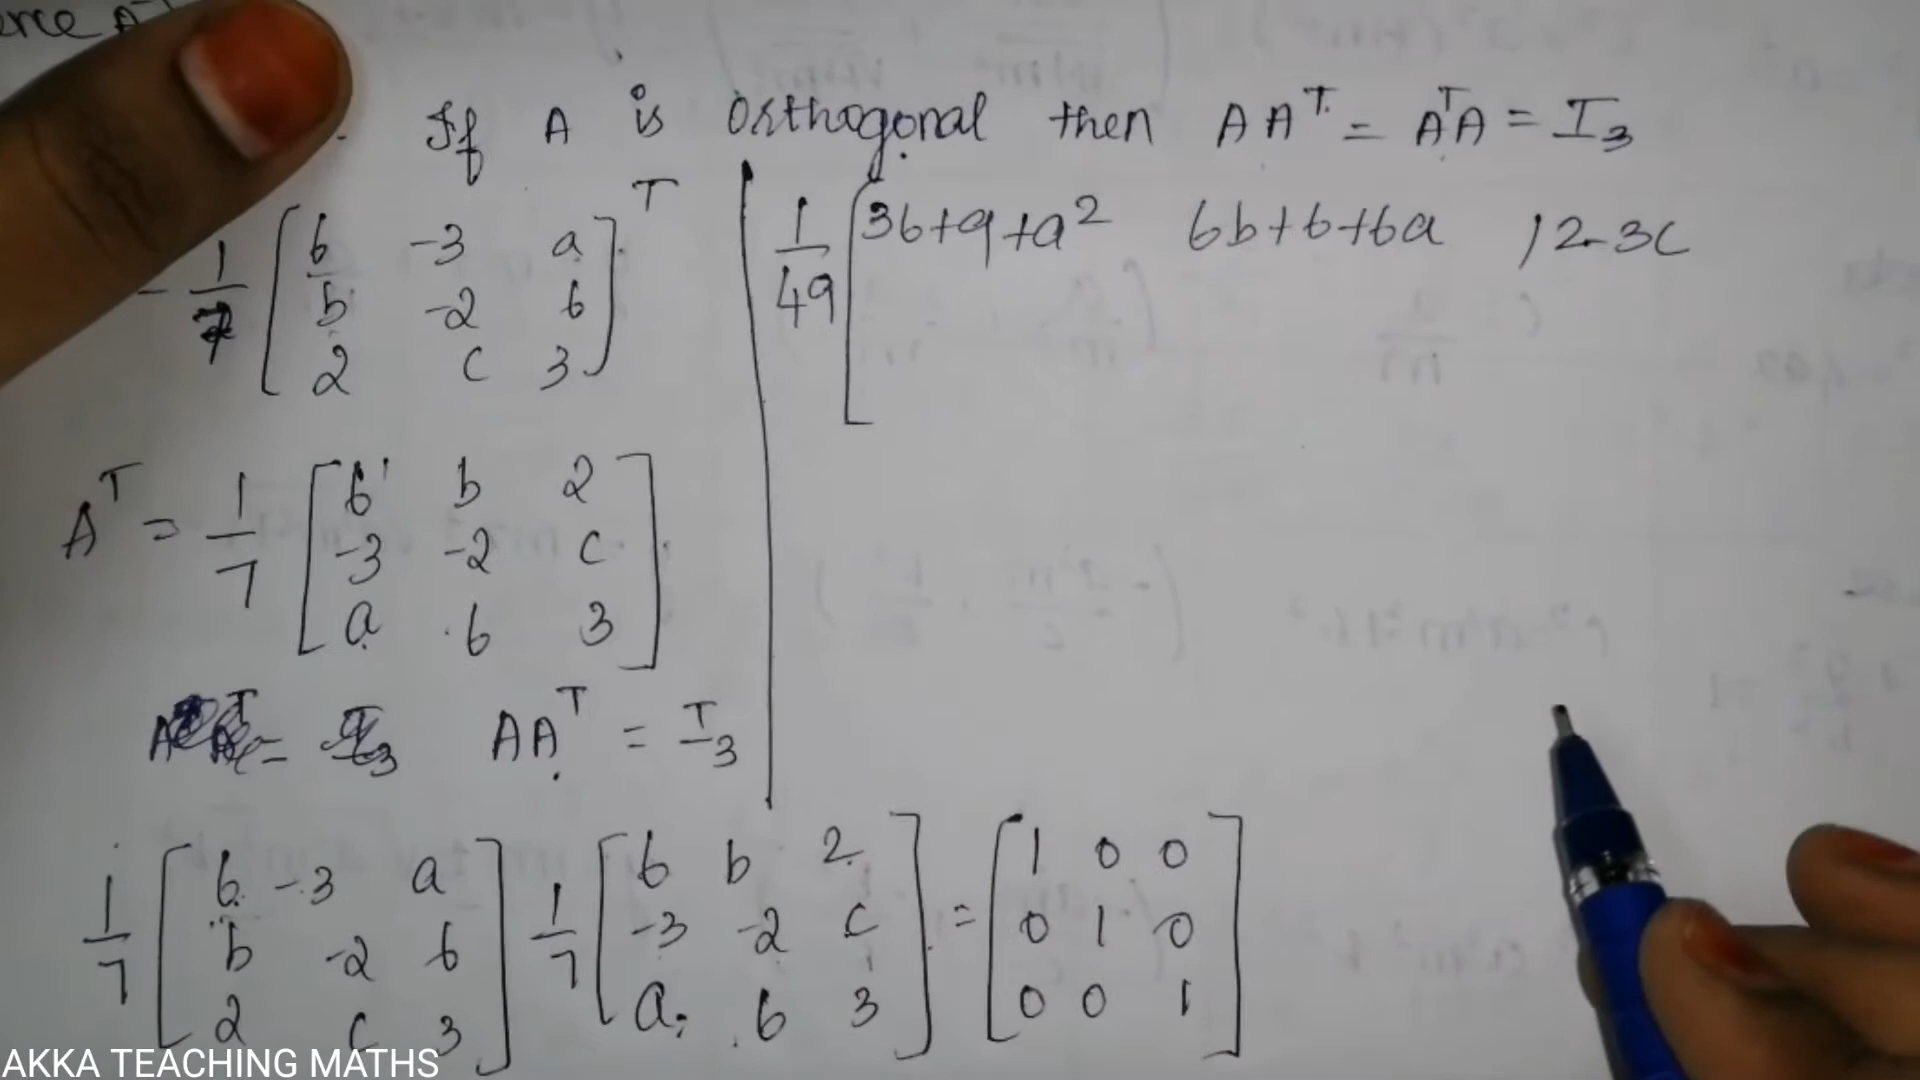 ence A
. If A is orthogonal then AAᵀ = AᵀA = I₃
1/7 [6 -3 a
b -2 6
2 c 3]ᵀ
Aᵀ = 1/7 [6 b 2
-3 -2 c
a 6 3]
AAᵀ = I₃
1/49 [36+9+a² 6b+6+6a 12-3c
1/7 [6 -3 a
b -2 6
2 c 3] 1/7 [6 b 2
-3 -2 c
a 6 3] = [1 0 0
0 1 0
0 0 1]
AKKA TEACHING MATHS